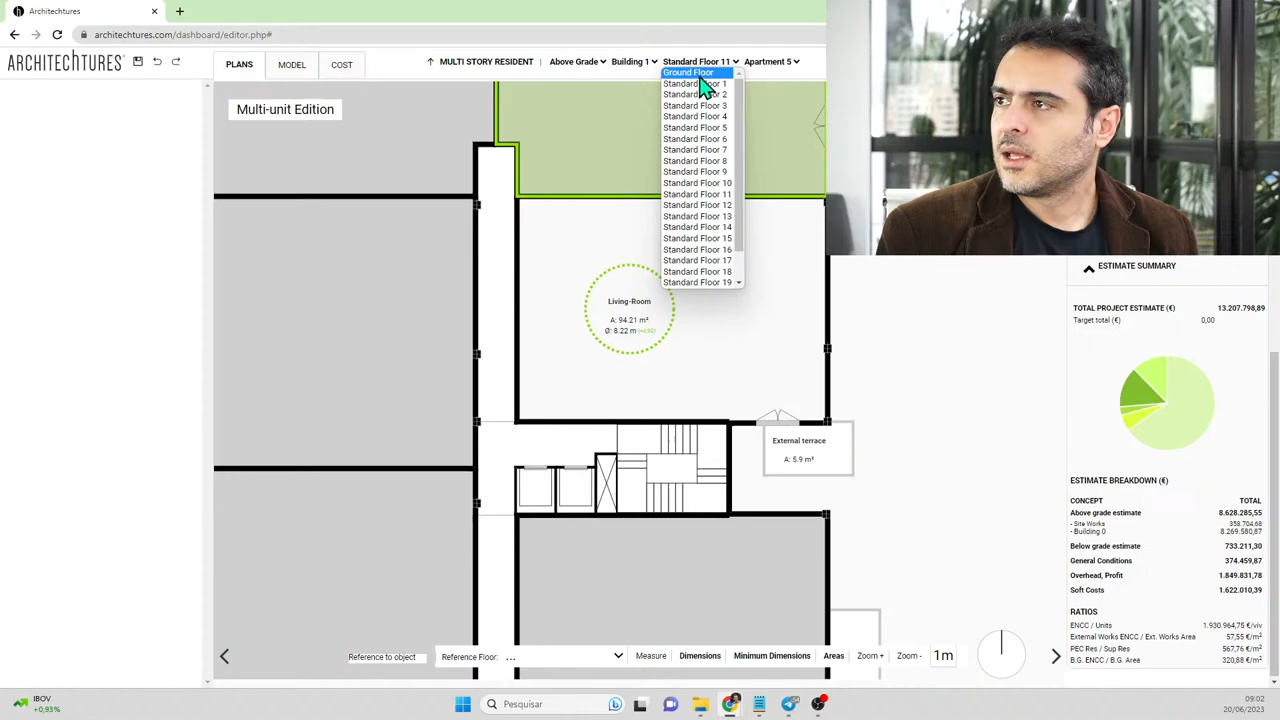 Architechtures
architechtures.com/dashboard/editor.php#
ARCHITECHTURES
PLANS
MODEL
COST
MULTI STORY RESIDENT
Above Grade
Building 1
Standard Floor 11
Apartment 5
Multi-unit Edition
Ground Floor
Standard Floor 1
Standard Floor 2
Standard Floor 3
Standard Floor 4
Standard Floor 5
Standard Floor 6
Standard Floor 7
Standard Floor 8
Standard Floor 9
Standard Floor 10
Standard Floor 11
Standard Floor 12
Standard Floor 13
Standard Floor 14
Standard Floor 15
Standard Floor 16
Standard Floor 17
Standard Floor 18
Standard Floor 19
Living-Room
A: 94.21 m²
Ø: 8.22 m (+4,92)
External terrace
A: 5.9 m²
ESTIMATE SUMMARY
TOTAL PROJECT ESTIMATE (€) 13.207.798,89
Target total (€) 0,00
ESTIMATE BREAKDOWN (€)
CONCEPT TOTAL
Above grade estimate 8.628.285,55
- Site Works 358.704,68
- Building 0 8.269.580,87
Below grade estimate 733.211,30
General Conditions 374.459,87
Overhead, Profit 1.849.831,78
Soft Costs 1.622.010,39
RATIOS
ENCC / Units 1.930.964,75 €/viv
External Works ENCC / Ext. Works Area 57,55 €/m²
PEC Res / Sup Res 567,76 €/m²
B.G. ENCC / B.G. Area 320,88 €/m²
Reference to object
Reference Floor: ...
Measure
Dimensions
Minimum Dimensions
Areas
Zoom +
Zoom -
1m
IBOV
+0,93%
Pesquisar
09:02
20/06/2023